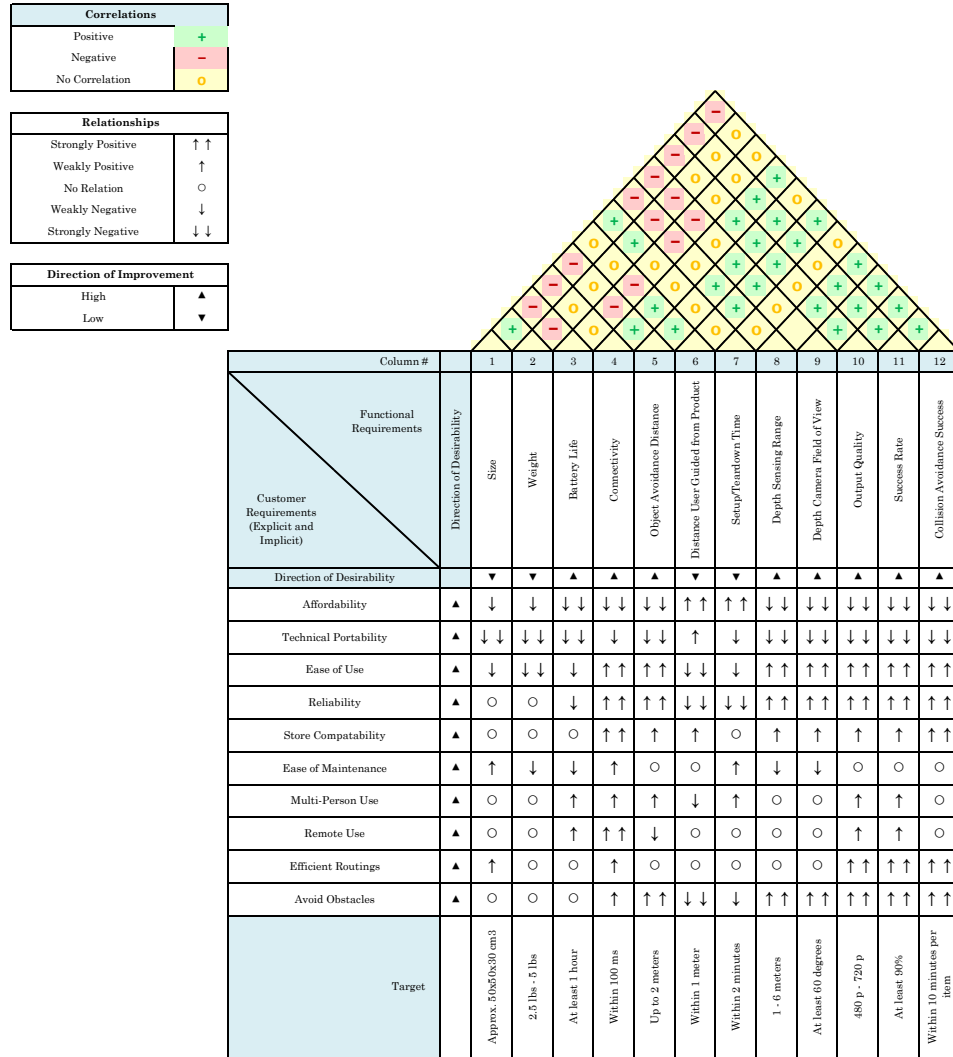 Correlations
Positive +
Negative −
No Correlation o
Relationships
Strongly Positive ↑↑
Weakly Positive ↑
No Relation ○
Weakly Negative ↓
Strongly Negative ↓↓
Direction of Improvement
High ▲
Low ▼
−
− o
− o o
− o o +
− − o + +
+ − − + + +
o + − o + + o
− o o o + + o +
− o − o o + + + +
− o − + o + o + + +
+ − o + + o o + + +
Column # 1 2 3 4 5 6 7 8 9 10 11 12
Functional
Requirements
Customer
Requirements
(Explicit and
Implicit)
Direction of Desirability
Size
Weight
Battery Life
Connectivity
Object Avoidance Distance
Distance User Guided from Product
Setup/Teardown Time
Depth Sensing Range
Depth Camera Field of View
Output Quality
Success Rate
Collision Avoidance Success
Direction of Desirability ▼ ▼ ▲ ▲ ▲ ▼ ▼ ▲ ▲ ▲ ▲ ▲
Affordability ▲ ↓ ↓ ↓↓ ↓↓ ↓↓ ↑↑ ↑↑ ↓↓ ↓↓ ↓↓ ↓↓ ↓↓
Technical Portability ▲ ↓↓ ↓↓ ↓↓ ↓ ↓↓ ↑ ↓ ↓↓ ↓↓ ↓↓ ↓↓ ↓↓
Ease of Use ▲ ↓ ↓↓ ↓ ↑↑ ↑↑ ↓↓ ↓ ↑↑ ↑↑ ↑↑ ↑↑ ↑↑
Reliability ▲ ○ ○ ↓ ↑↑ ↑↑ ↓↓ ↓↓ ↑↑ ↑↑ ↑↑ ↑↑ ↑↑
Store Compatability ▲ ○ ○ ○ ↑↑ ↑ ↑ ○ ↑ ↑ ↑ ↑ ↑↑
Ease of Maintenance ▲ ↑ ↓ ↓ ↑ ○ ○ ↑ ↓ ↓ ○ ○ ○
Multi-Person Use ▲ ○ ○ ↑ ↑ ↑ ↓ ↑ ○ ○ ↑ ↑ ○
Remote Use ▲ ○ ○ ↑ ↑↑ ↓ ○ ○ ○ ○ ↑ ↑ ○
Efficient Routings ▲ ↑ ○ ○ ↑ ○ ○ ○ ○ ○ ↑↑ ↑↑ ↑↑
Avoid Obstacles ▲ ○ ○ ○ ↑ ↑↑ ↓↓ ↓ ↑↑ ↑↑ ↑↑ ↑↑ ↑↑
Target
Approx. 50x50x30 cm3
2.5 lbs - 5 lbs
At least 1 hour
Within 100 ms
Up to 2 meters
Within 1 meter
Within 2 minutes
1 - 6 meters
At least 60 degrees
480 p - 720 p
At least 90%
Within 10 minutes per
item